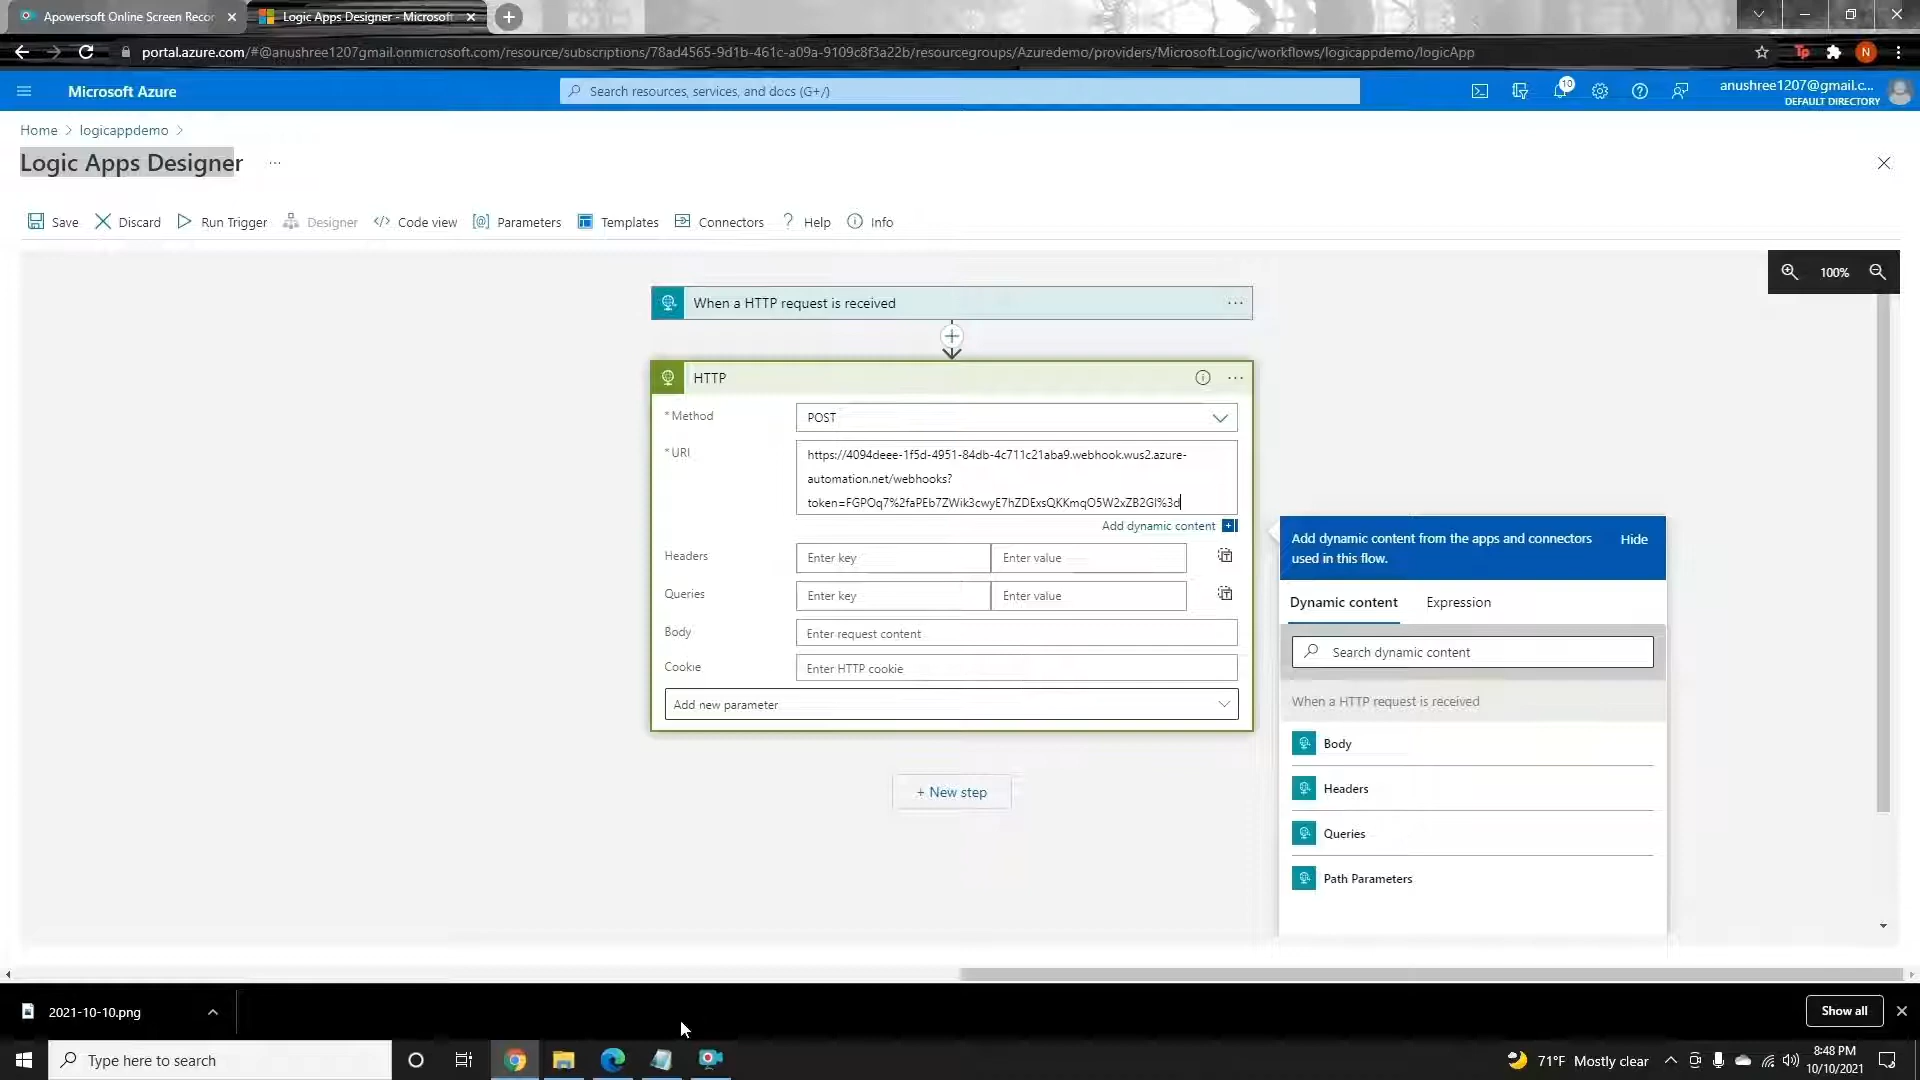 Apowersoft Online Screen Recor
Logic Apps Designer - Microsoft
portal.azure.com/#@anushree1207gmail.onmicrosoft.com/resource/subscriptions/78ad4565-9d1b-461c-a09a-9109c8f3a22b/resourcegroups/Azuredemo/providers/Microsoft.Logic/workflows/logicappdemo/logicApp
Tp
N
Microsoft Azure
Search resources, services, and docs (G+/)
10
anushree1207@gmail.c...
DEFAULT DIRECTORY
Home > logicappdemo >
Logic Apps Designer ...
Save
Discard
Run Trigger
Designer
Code view
Parameters
Templates
Connectors
Help
Info
100%
When a HTTP request is received
HTTP
* Method
POST
* URI
https://4094deee-1f5d-4951-84db-4c711c21aba9.webhook.wus2.azure-
automation.net/webhooks?
token=FGPOq7%2faPEb7ZWik3cwyE7hZDExsQKKmqO5W2xZB2GI%3d
Add dynamic content
Headers
Enter key
Enter value
Queries
Enter key
Enter value
Body
Enter request content
Cookie
Enter HTTP cookie
Add new parameter
+ New step
Add dynamic content from the apps and connectors
used in this flow.
Hide
Dynamic content
Expression
Search dynamic content
When a HTTP request is received
Body
Headers
Queries
Path Parameters
2021-10-10.png
Show all
Type here to search
71°F Mostly clear
8:48 PM
10/10/2021